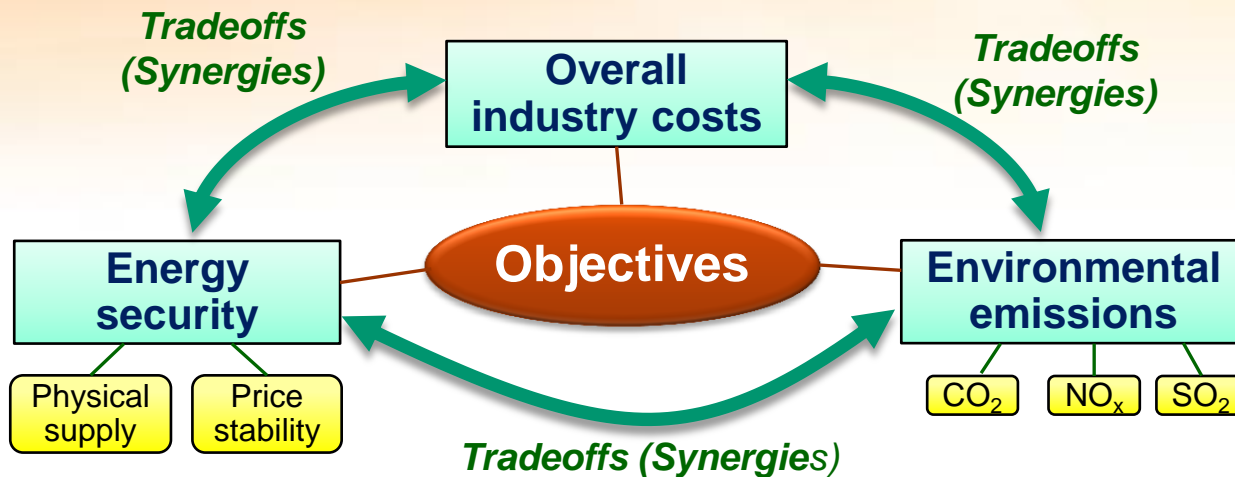 Tradeoffs
(Synergies)
Overall
industry costs
Tradeoffs
(Synergies)
Objectives
Energy
security
Environmental
emissions
Physical
supply
Price
stability
CO₂
NOₓ
SO₂
Tradeoffs (Synergies)